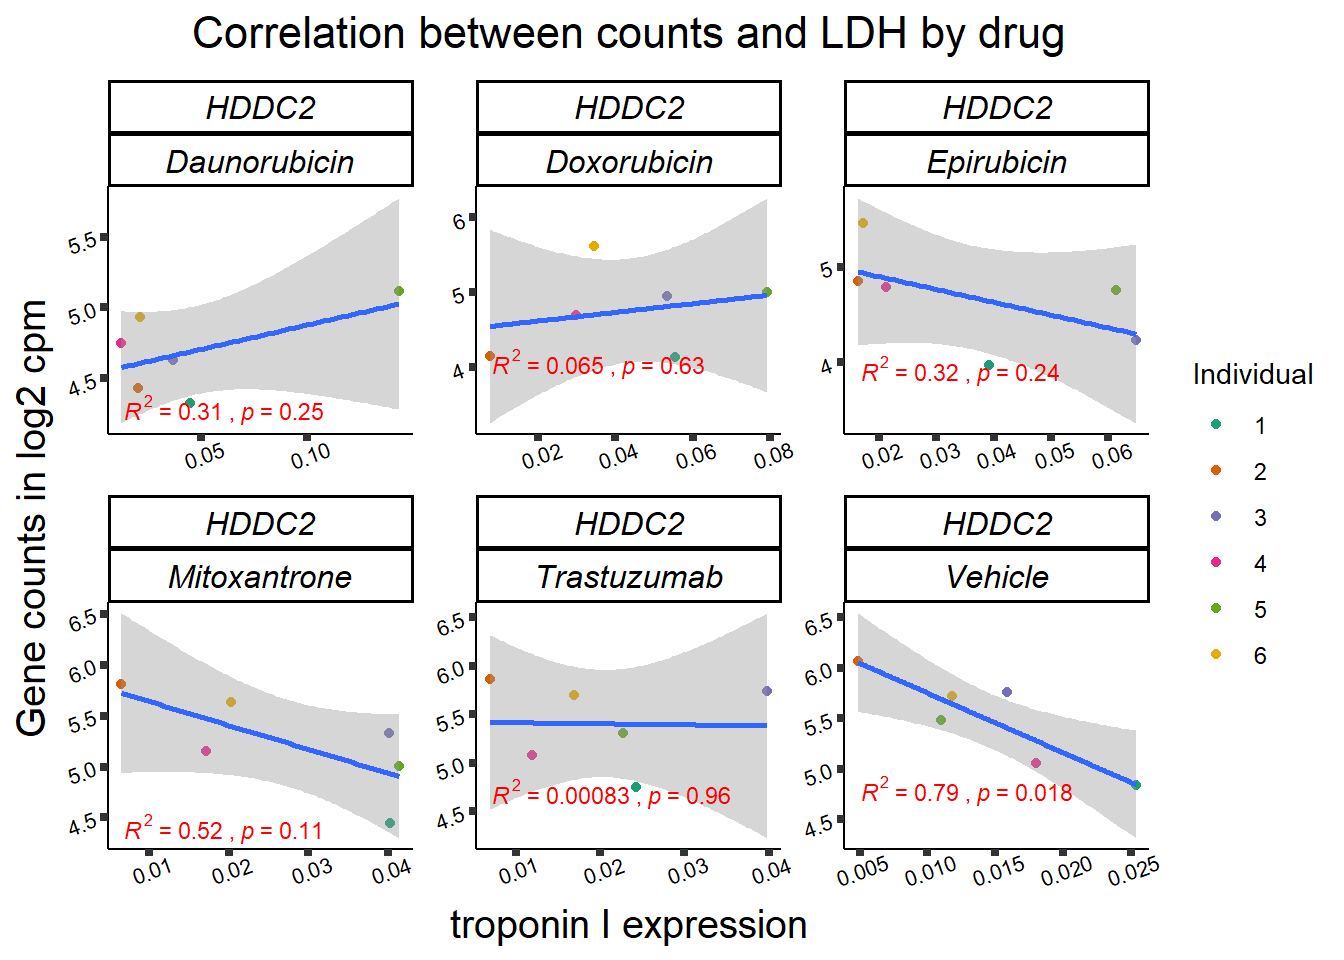 Correlation between counts and LDH by drug
HDDC2
Daunorubicin
5.5
5.0
4.5
R² = 0.31 , p = 0.25
0.05
0.10
HDDC2
Doxorubicin
6
5
4
R² = 0.065 , p = 0.63
0.02
0.04
0.06
0.08
HDDC2
Epirubicin
5
4
R² = 0.32 , p = 0.24
0.02
0.03
0.04
0.05
0.06
HDDC2
Mitoxantrone
6.5
6.0
5.5
5.0
4.5
R² = 0.52 , p = 0.11
0.01
0.02
0.03
0.04
HDDC2
Trastuzumab
6.5
6.0
5.5
5.0
4.5
R² = 0.00083 , p = 0.96
0.01
0.02
0.03
0.04
HDDC2
Vehicle
6.5
6.0
5.5
5.0
4.5
R² = 0.79 , p = 0.018
0.005
0.010
0.015
0.020
0.025
Gene counts in log2 cpm
troponin I expression
Individual
1
2
3
4
5
6